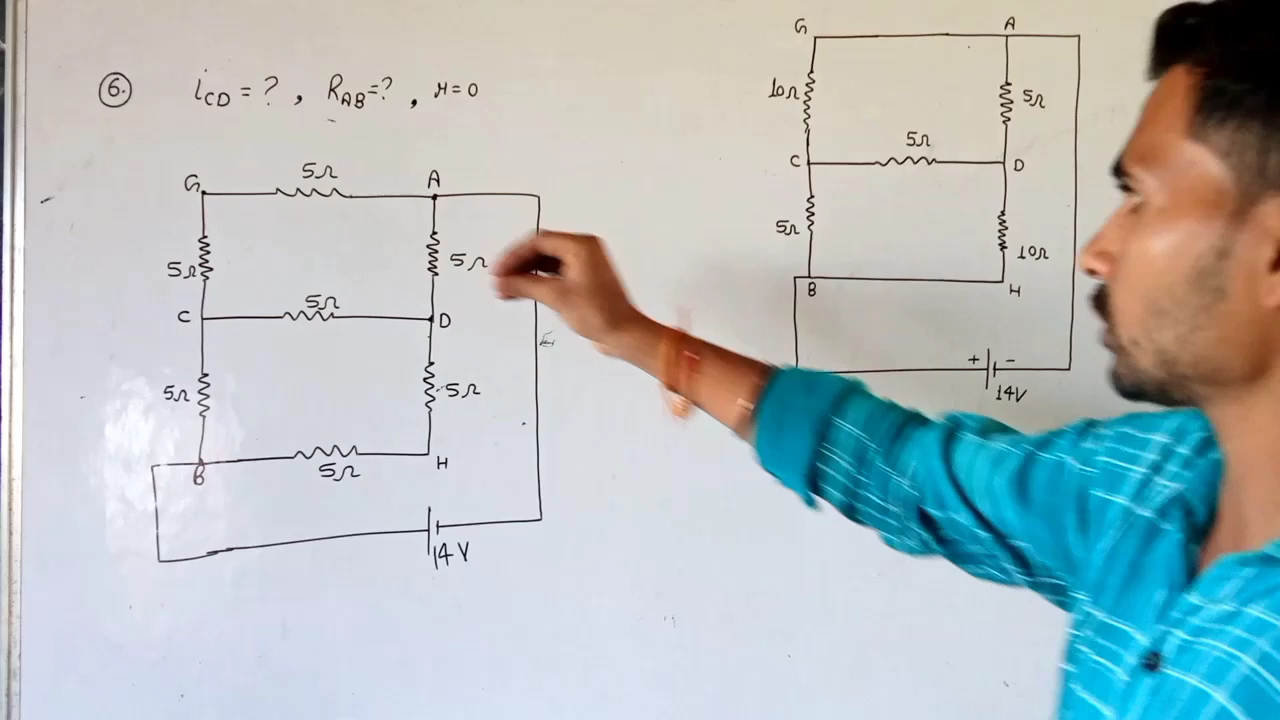 6. iCD = ? , RAB = ? , r = 0
G 5Ω A
5Ω 5Ω
C 5Ω D
5Ω 5Ω
B 5Ω H
14V
G A
10Ω 5Ω
C 5Ω D
5Ω 10Ω
B H
+ -
14V